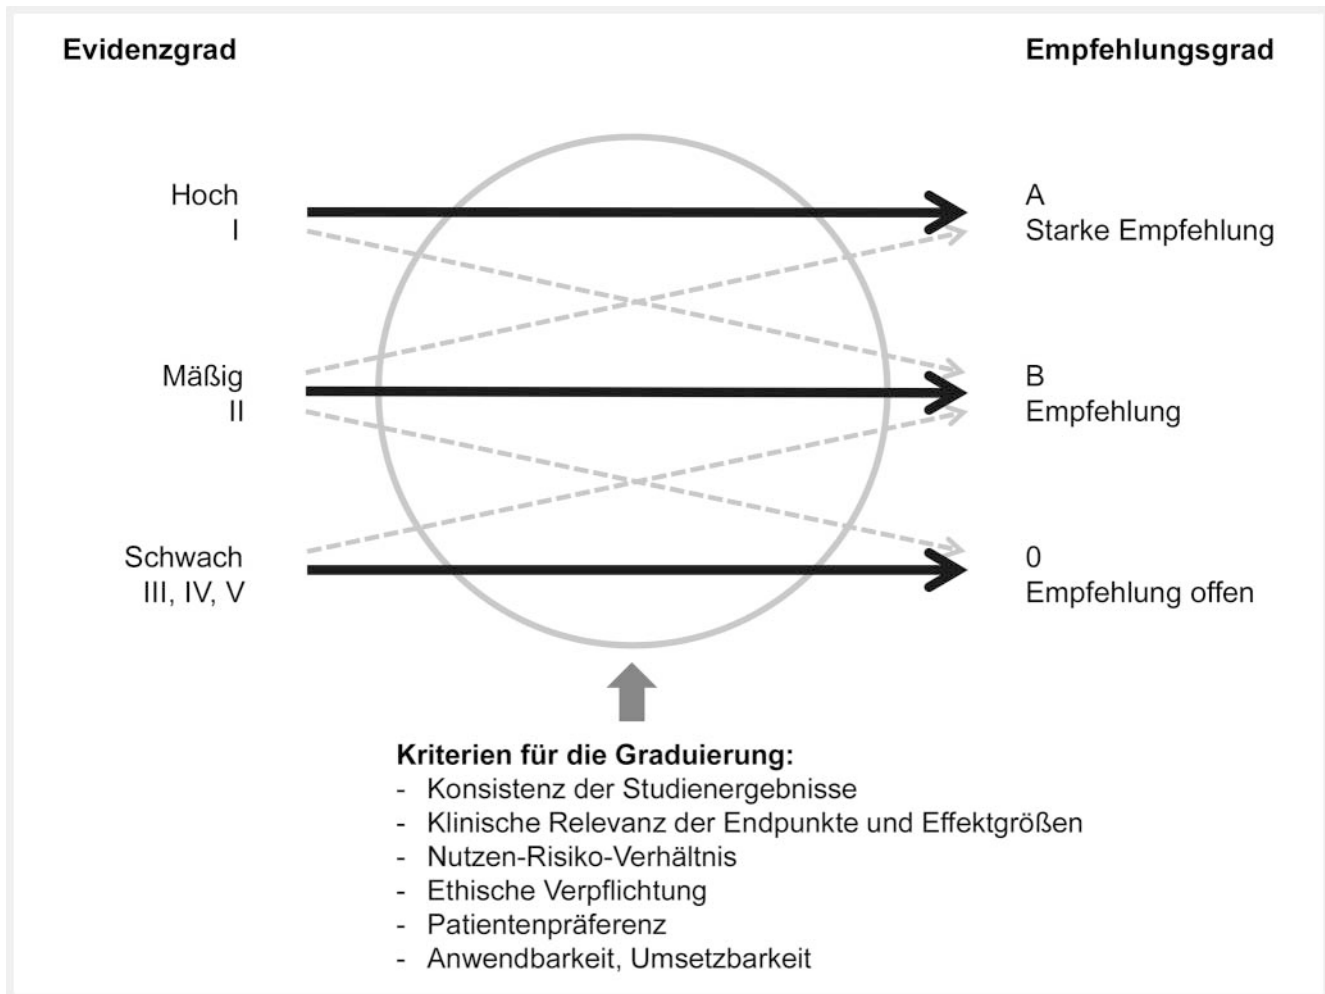 Evidenzgrad
Empfehlungsgrad
Hoch
I
A
Starke Empfehlung
Mäßig
II
B
Empfehlung
Schwach
III, IV, V
0
Empfehlung offen
Kriterien für die Graduierung:
- Konsistenz der Studienergebnisse
- Klinische Relevanz der Endpunkte und Effektgrößen
- Nutzen-Risiko-Verhältnis
- Ethische Verpflichtung
- Patientenpräferenz
- Anwendbarkeit, Umsetzbarkeit